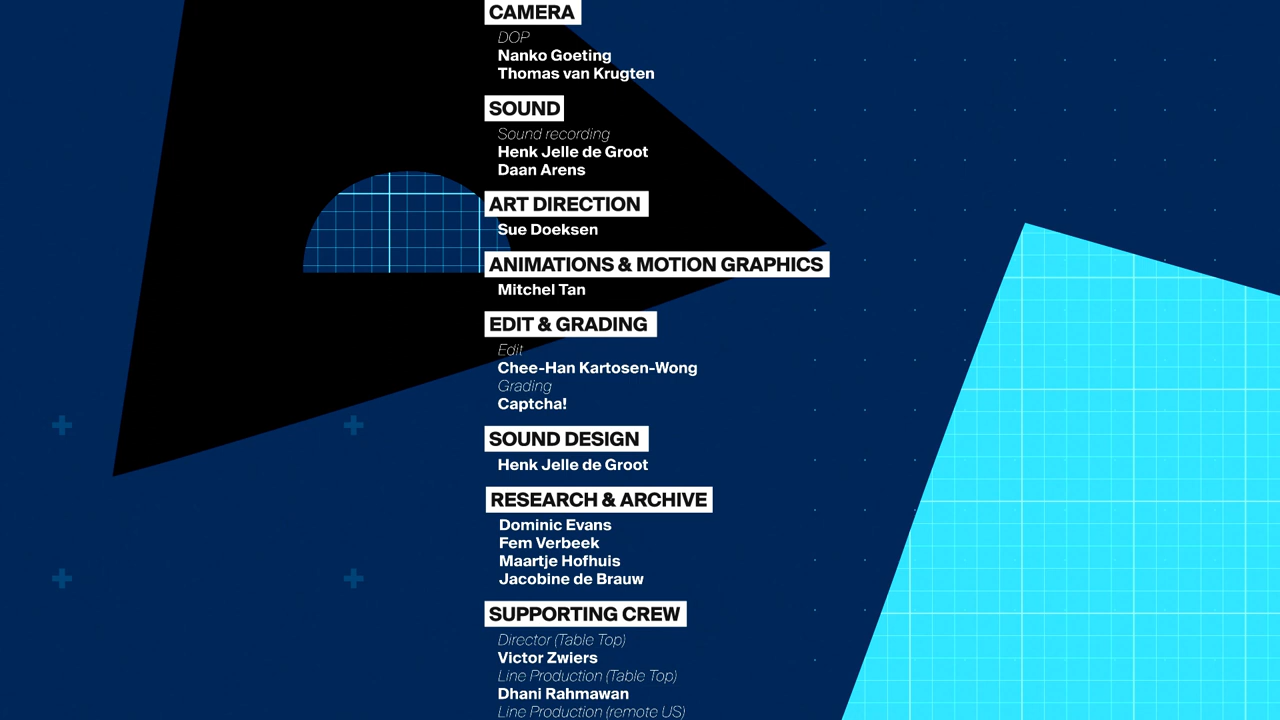 CAMERA
DOP
Nanko Goeting
Thomas van Krugten
SOUND
Sound recording
Henk Jelle de Groot
Daan Arens
ART DIRECTION
Sue Doeksen
ANIMATIONS & MOTION GRAPHICS
Mitchel Tan
EDIT & GRADING
Edit
Chee-Han Kartosen-Wong
Grading
Captcha!
SOUND DESIGN
Henk Jelle de Groot
RESEARCH & ARCHIVE
Dominic Evans
Fem Verbeek
Maartje Hofhuis
Jacobine de Brauw
SUPPORTING CREW
Director (Table Top)
Victor Zwiers
Line Production (Table Top)
Dhani Rahmawan
Line Production (remote US)